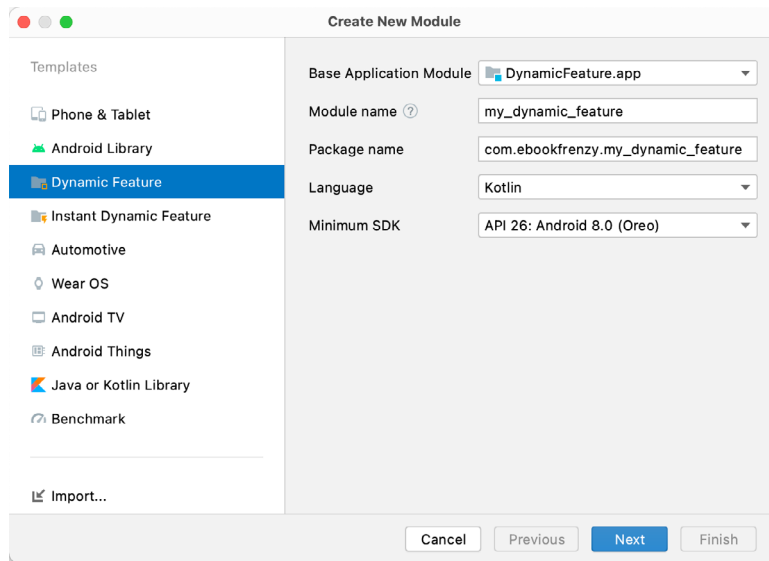 Create New Module
Templates
Phone & Tablet
Android Library
Dynamic Feature
Instant Dynamic Feature
Automotive
Wear OS
Android TV
Android Things
Java or Kotlin Library
Benchmark
Import...
Base Application Module DynamicFeature.app
Module name ? my_dynamic_feature
Package name com.ebookfrenzy.my_dynamic_feature
Language Kotlin
Minimum SDK API 26: Android 8.0 (Oreo)
Cancel Previous Next Finish